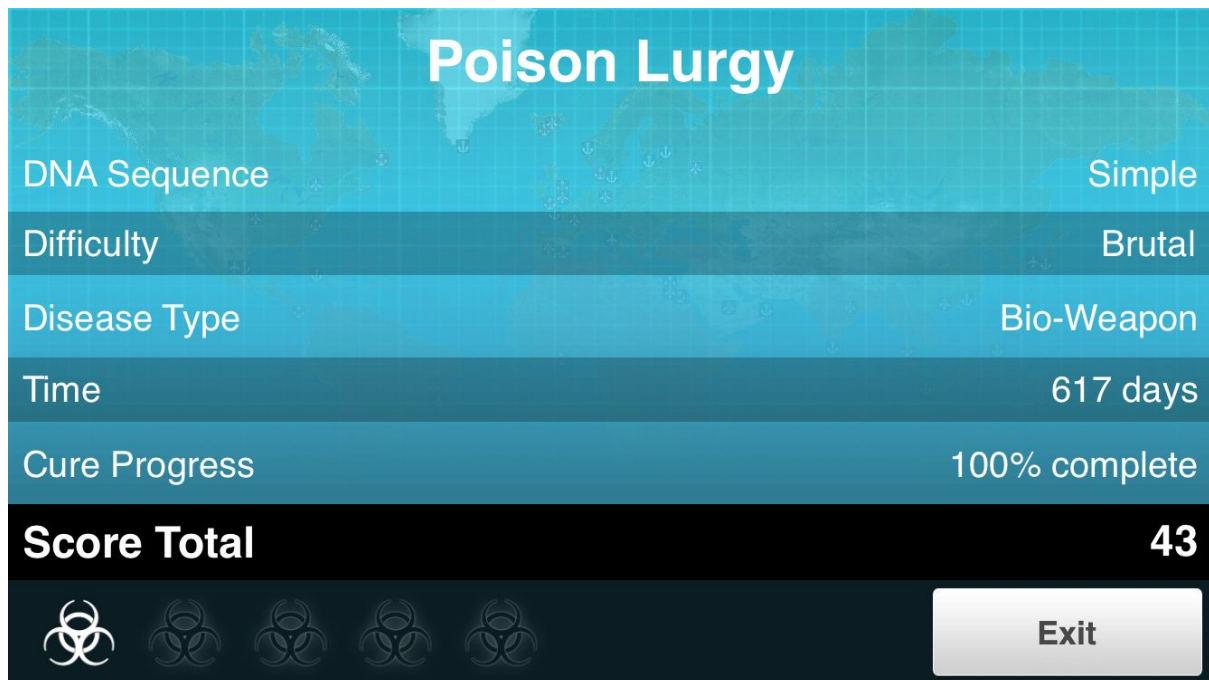 Poison Lurgy
DNA Sequence Simple
Difficulty Brutal
Disease Type Bio-Weapon
Time 617 days
Cure Progress 100% complete
Score Total 43
Exit